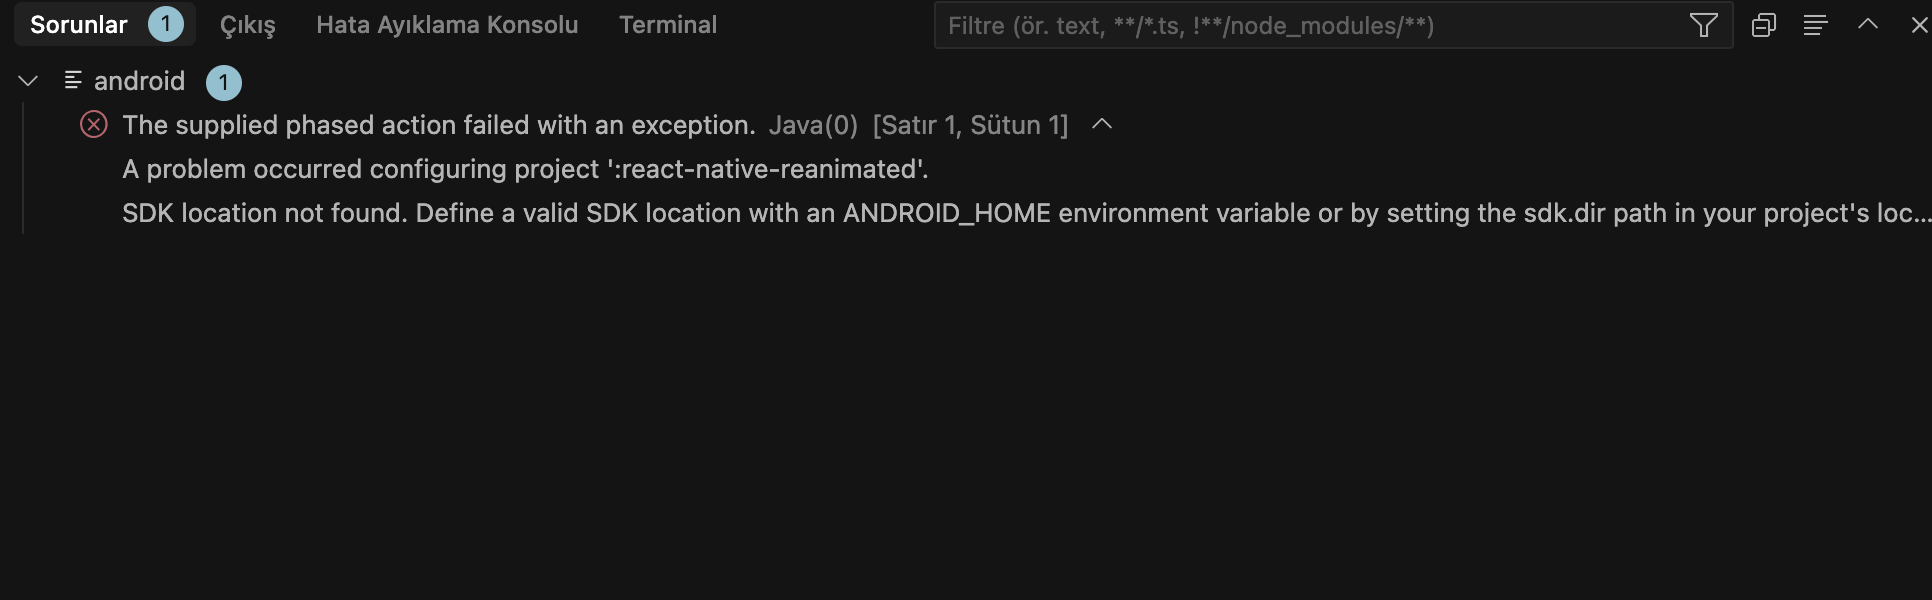 Sorunlar 1 Çıkış Hata Ayıklama Konsolu Terminal Filtre (ör. text, **/*.ts, !**/node_modules/**)
android 1
The supplied phased action failed with an exception. Java(0) [Satır 1, Sütun 1]
A problem occurred configuring project ':react-native-reanimated'.
SDK location not found. Define a valid SDK location with an ANDROID_HOME environment variable or by setting the sdk.dir path in your project's loc...